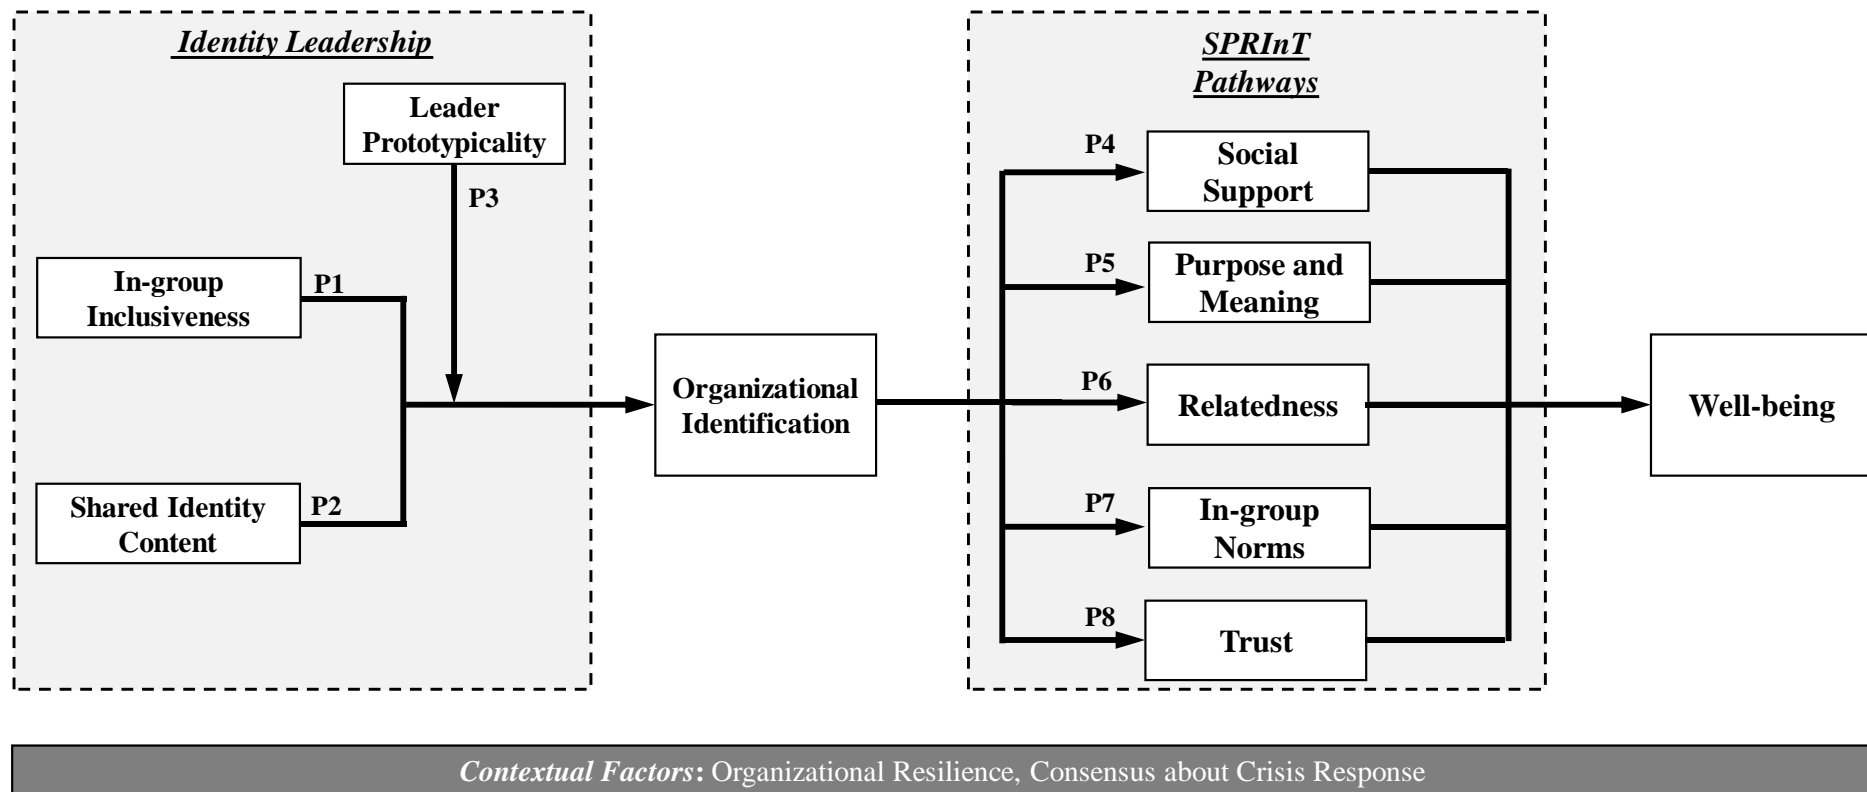 Identity Leadership
Leader
Prototypicality
P3
In-group
Inclusiveness
P1
Shared Identity
Content
P2
Organizational
Identification
SPRInT
Pathways
P4
Social
Support
P5
Purpose and
Meaning
P6
Relatedness
P7
In-group
Norms
P8
Trust
Well-being
Contextual Factors: Organizational Resilience, Consensus about Crisis Response